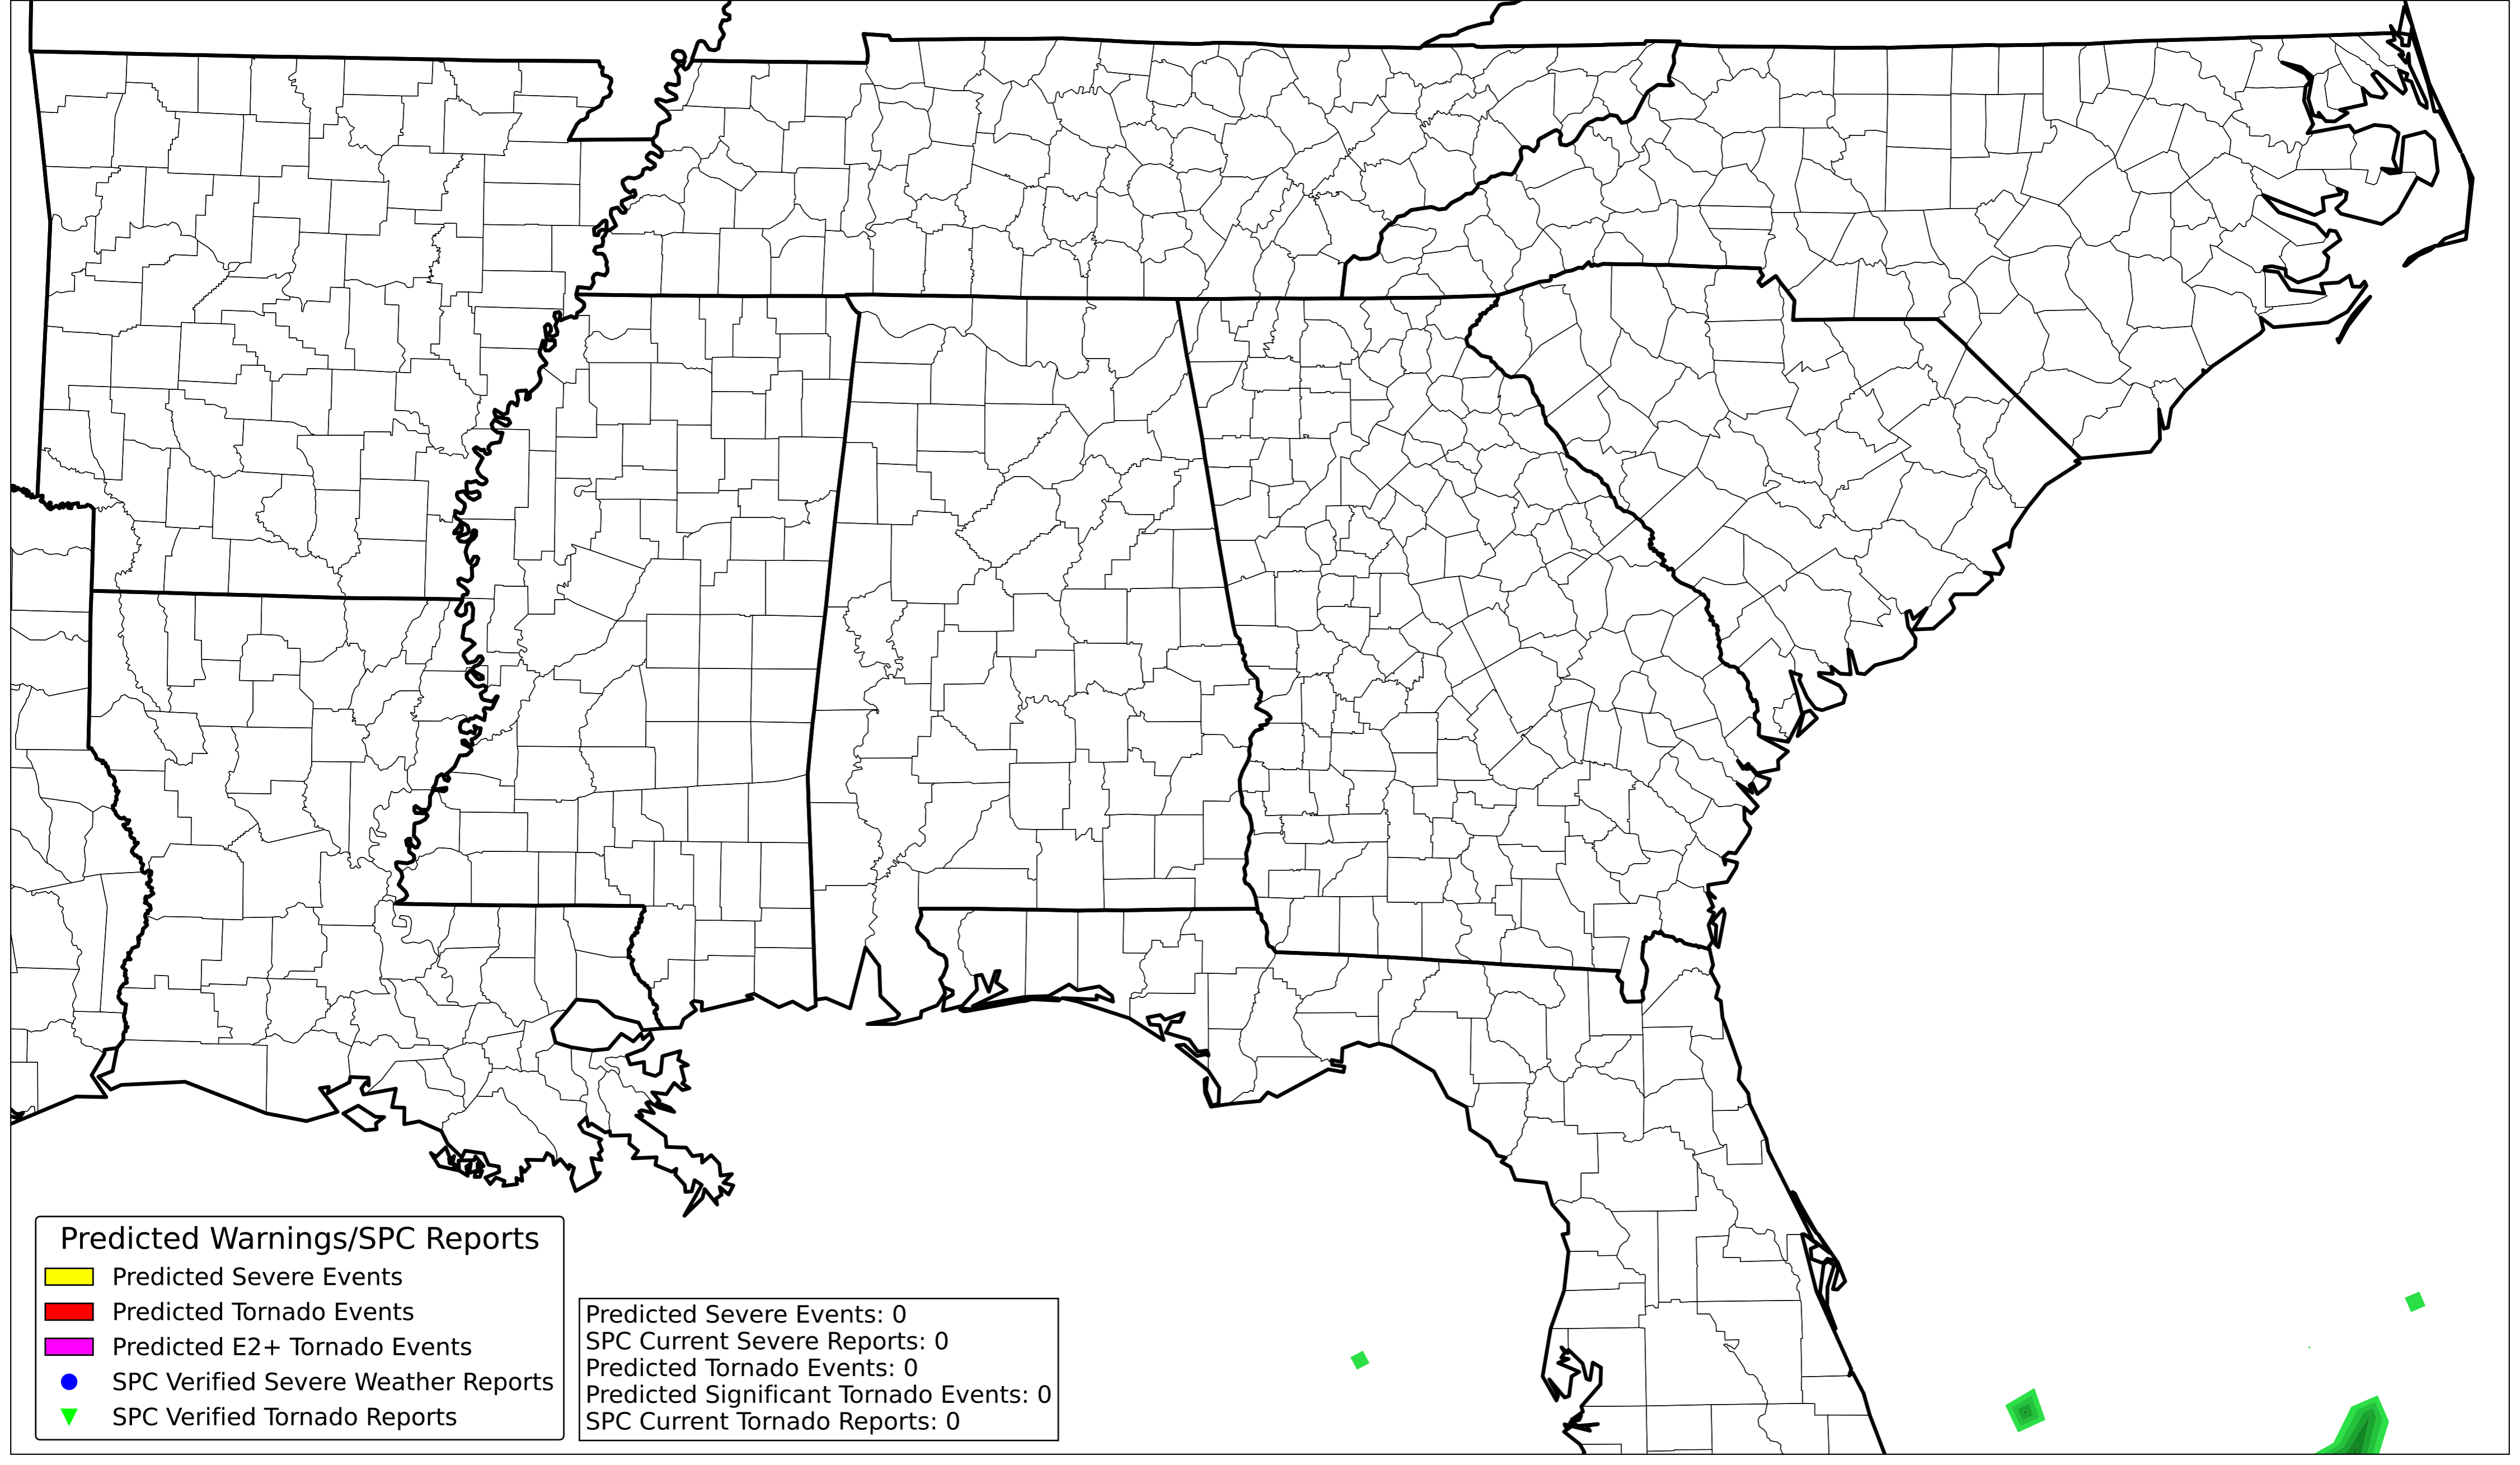 Predicted Warnings/SPC Reports
Predicted Severe Events
Predicted Tornado Events
Predicted E2+ Tornado Events
SPC Verified Severe Weather Reports
SPC Verified Tornado Reports
Predicted Severe Events: 0
SPC Current Severe Reports: 0
Predicted Tornado Events: 0
Predicted Significant Tornado Events: 0
SPC Current Tornado Reports: 0